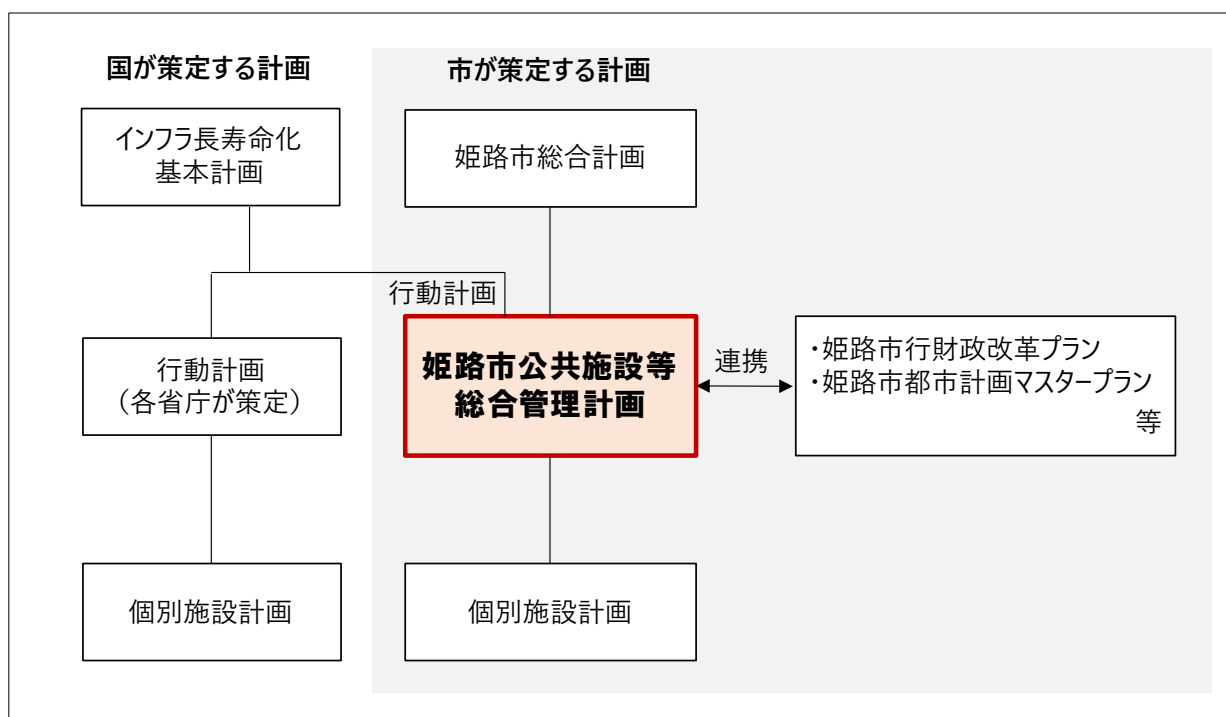 国が策定する計画
市が策定する計画
インフラ長寿命化
基本計画
姫路市総合計画
行動計画
行動計画
（各省庁が策定）
姫路市公共施設等
総合管理計画
連携
・姫路市行財政改革プラン
・姫路市都市計画マスタープラン
等
個別施設計画
個別施設計画